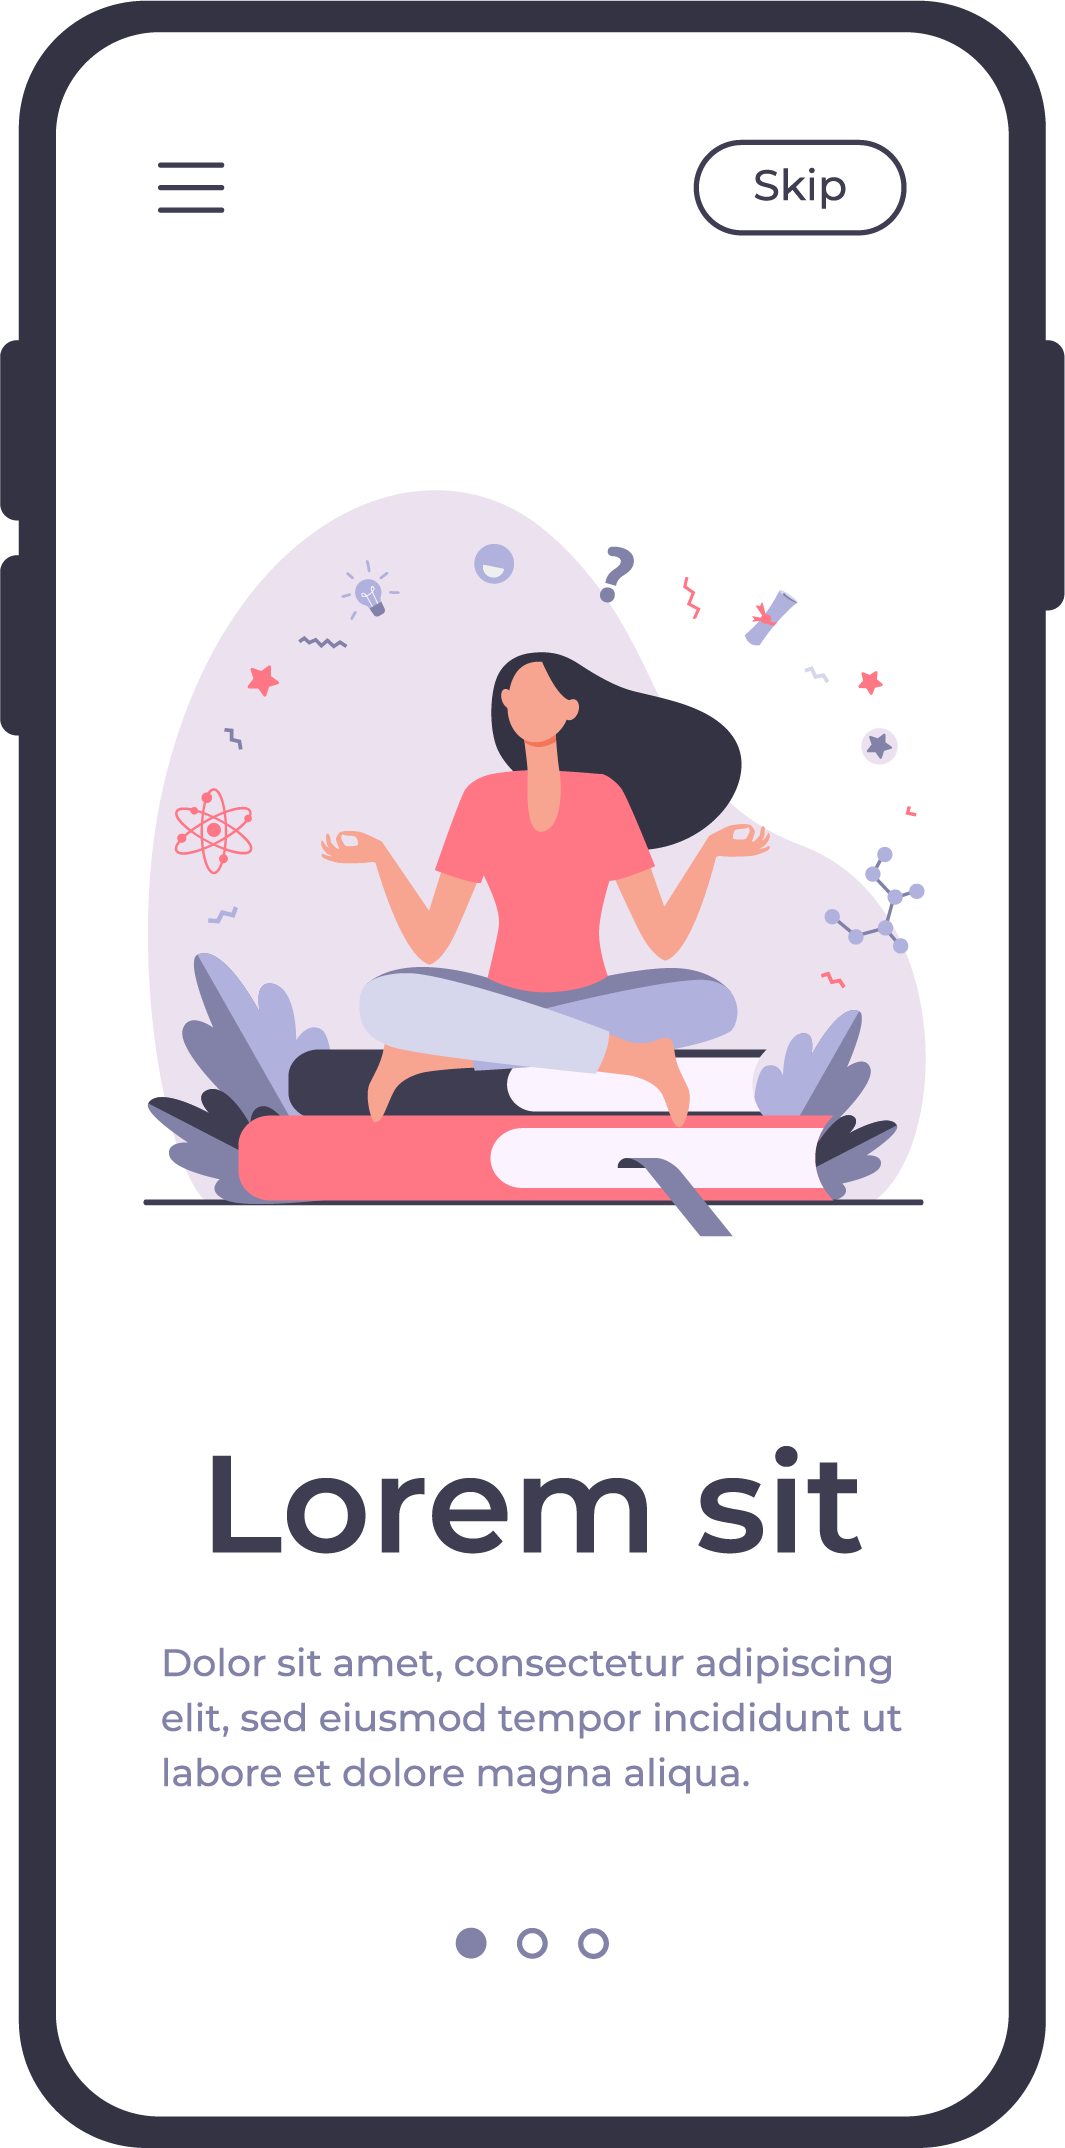 Skip
?
Lorem sit
Dolor sit amet, consectetur adipiscing
elit, sed eiusmod tempor incididunt ut
labore et dolore magna aliqua.